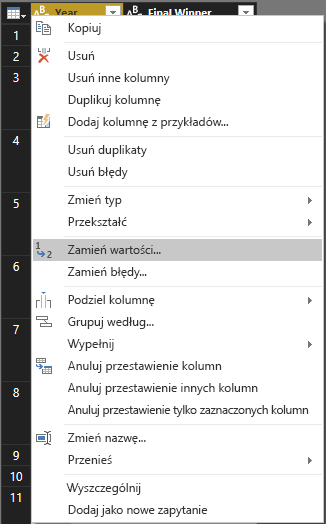 Year Final Winner
Kopiuj
Usuń
Usuń inne kolumny
Duplikuj kolumnę
Dodaj kolumnę z przykładów...
Usuń duplikaty
Usuń błędy
Zmień typ
Przekształć
Zamień wartości...
Zamień błędy...
Podziel kolumnę
Grupuj według...
Wypełnij
Anuluj przestawienie kolumn
Anuluj przestawienie innych kolumn
Anuluj przestawienie tylko zaznaczonych kolumn
Zmień nazwę...
Przenieś
Wyszczególnij
Dodaj jako nowe zapytanie
1
2
3
4
5
6
7
8
9
10
11